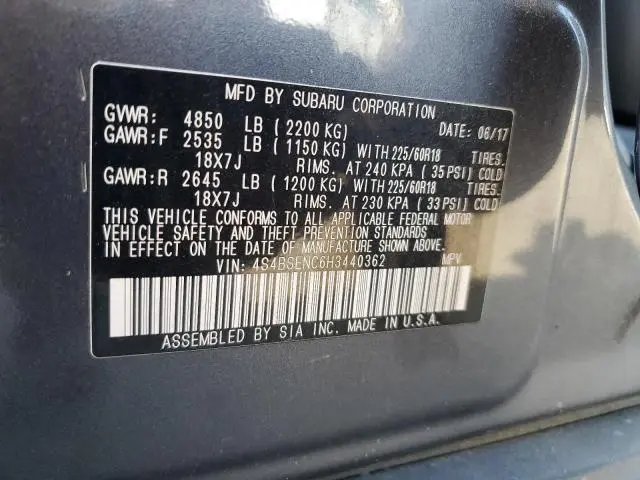 MFD BY SUBARU CORPORATION
GVWR: 4850 LB ( 2200 KG) DATE: 06/17
GAWR:F 2535 LB ( 1150 KG) WITH 225/60R18 TIRES.
18X7J RIMS. AT 240 KPA ( 35 PSI) COLD
GAWR:R 2645 LB ( 1200 KG) WITH 225/60R18 TIRES.
18X7J RIMS. AT 230 KPA ( 33 PSI) COLD
THIS VEHICLE CONFORMS TO ALL APPLICABLE FEDERAL MOTOR
VEHICLE SAFETY AND THEFT PREVENTION STANDARDS
IN EFFECT ON THE DATE OF MANUFACTURE SHOWN ABOVE.
VIN: 4S4BSENC6H3440362 MPV
ASSEMBLED BY SIA INC. MADE IN U.S.A.